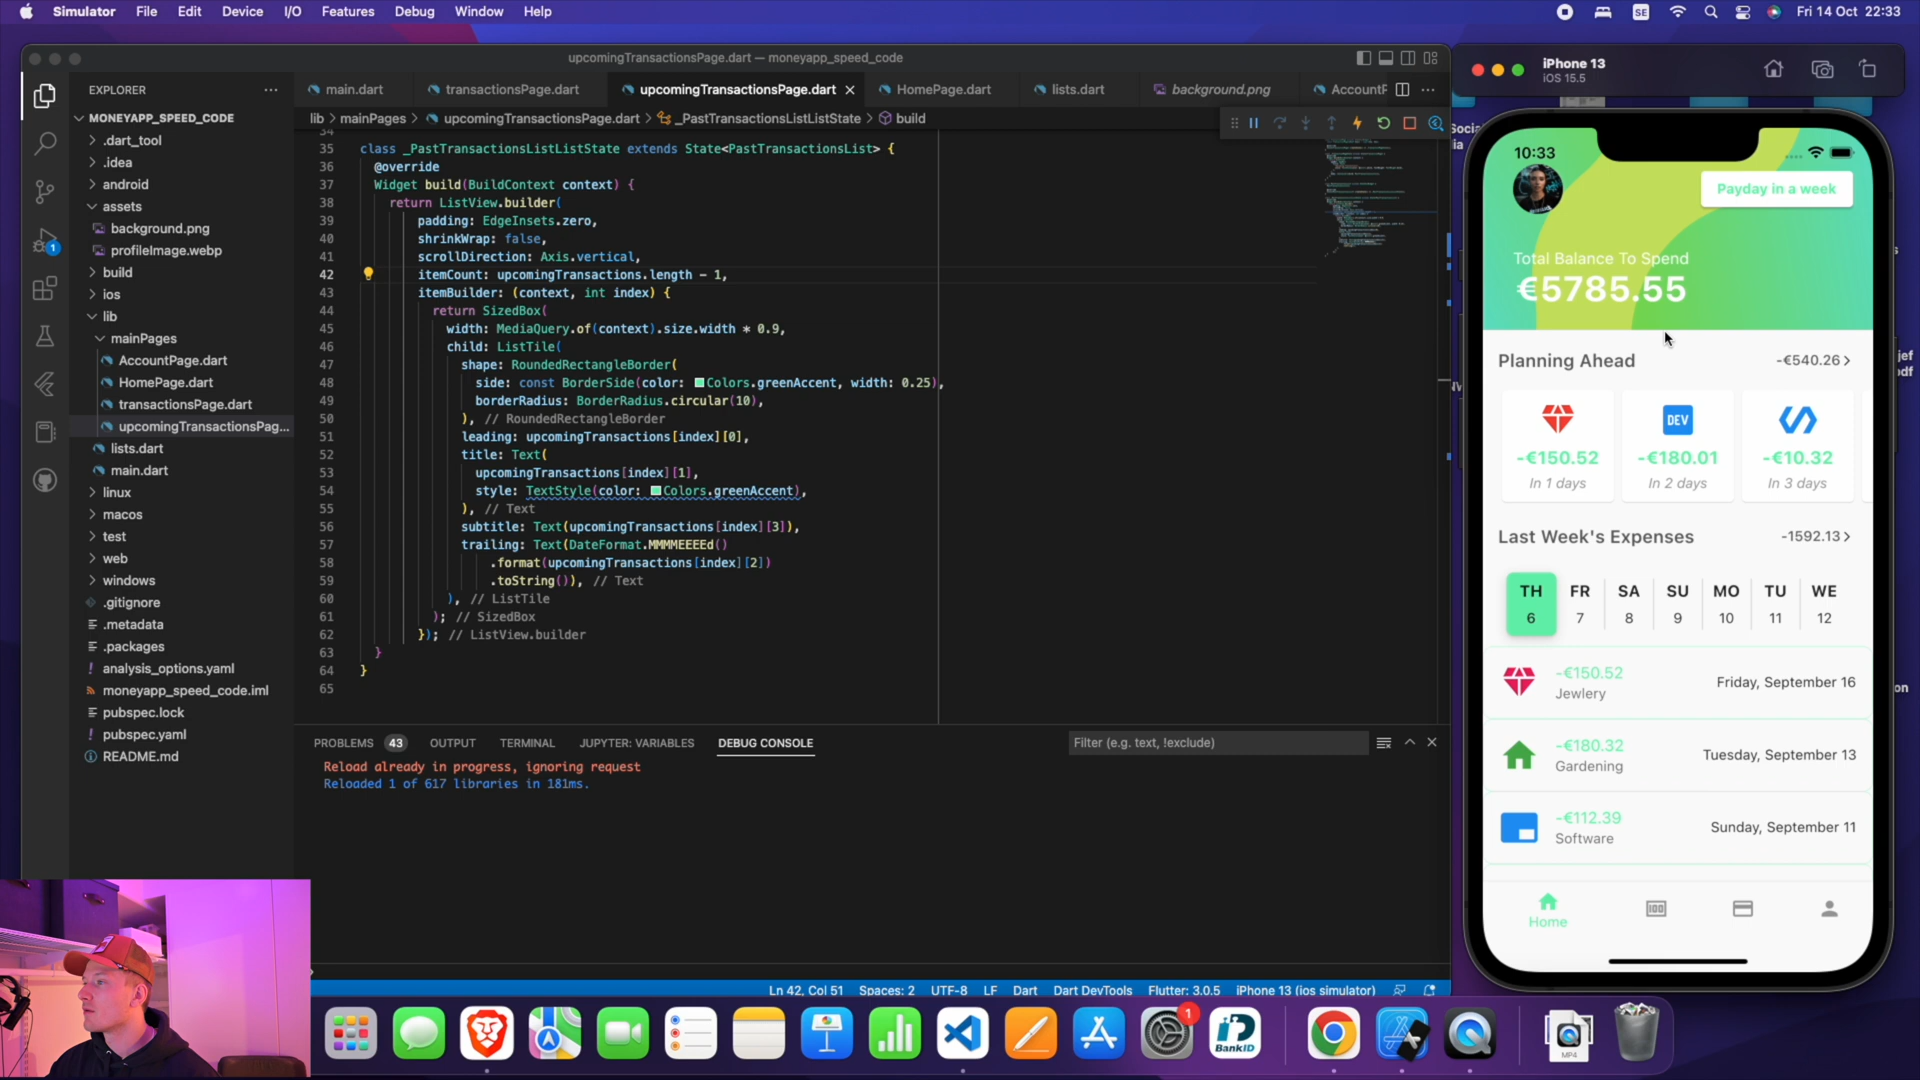 Simulator File Edit Device I/O Features Debug Window Help
SE
Fri 14 Oct 22:33
upcomingTransactionsPage.dart — moneyapp_speed_code
EXPLORER
MONEYAPP_SPEED_CODE
.dart_tool
.idea
android
assets
background.png
profileImage.webp
build
ios
lib
mainPages
AccountPage.dart
HomePage.dart
transactionsPage.dart
upcomingTransactionsPag...
lists.dart
main.dart
linux
macos
test
web
windows
.gitignore
.metadata
.packages
analysis_options.yaml
moneyapp_speed_code.iml
pubspec.lock
pubspec.yaml
README.md
1
main.dart
transactionsPage.dart
upcomingTransactionsPage.dart
HomePage.dart
lists.dart
background.png
AccountP
lib > mainPages > upcomingTransactionsPage.dart > _PastTransactionsListListState > build
34
35 class _PastTransactionsListListState extends State<PastTransactionsList> {
36 @override
37 Widget build(BuildContext context) {
38 return ListView.builder(
39 padding: EdgeInsets.zero,
40 shrinkWrap: false,
41 scrollDirection: Axis.vertical,
42 itemCount: upcomingTransactions.length - 1,
43 itemBuilder: (context, int index) {
44 return SizedBox(
45 width: MediaQuery.of(context).size.width * 0.9,
46 child: ListTile(
47 shape: RoundedRectangleBorder(
48 side: const BorderSide(color: Colors.greenAccent, width: 0.25),
49 borderRadius: BorderRadius.circular(10),
50 ), // RoundedRectangleBorder
51 leading: upcomingTransactions[index][0],
52 title: Text(
53 upcomingTransactions[index][1],
54 style: TextStyle(color: Colors.greenAccent),
55 ), // Text
56 subtitle: Text(upcomingTransactions[index][3]),
57 trailing: Text(DateFormat.MMMMEEEEd()
58 .format(upcomingTransactions[index][2])
59 .toString()), // Text
60 ), // ListTile
61 ); // SizedBox
62 }); // ListView.builder
63 }
64 }
65
PROBLEMS 43 OUTPUT TERMINAL JUPYTER: VARIABLES DEBUG CONSOLE
Filter (e.g. text, !exclude)
Reload already in progress, ignoring request
Reloaded 1 of 617 libraries in 181ms.
Ln 42, Col 51 Spaces: 2 UTF-8 LF Dart Dart DevTools Flutter: 3.0.5 iPhone 13 (ios simulator)
iPhone 13
iOS 15.5
10:33
Payday in a week
Total Balance To Spend
€5785.55
Planning Ahead
-€540.26
DEV
-€150.52 -€180.01 -€10.32
In 1 days In 2 days In 3 days
Last Week's Expenses
-1592.13
TH FR SA SU MO TU WE
6 7 8 9 10 11 12
-€150.52
Jewlery
Friday, September 16
-€180.32
Gardening
Tuesday, September 13
-€112.39
Software
Sunday, September 11
100
Home
Socia
ia
jef
odf
on
1
BankID
MP4